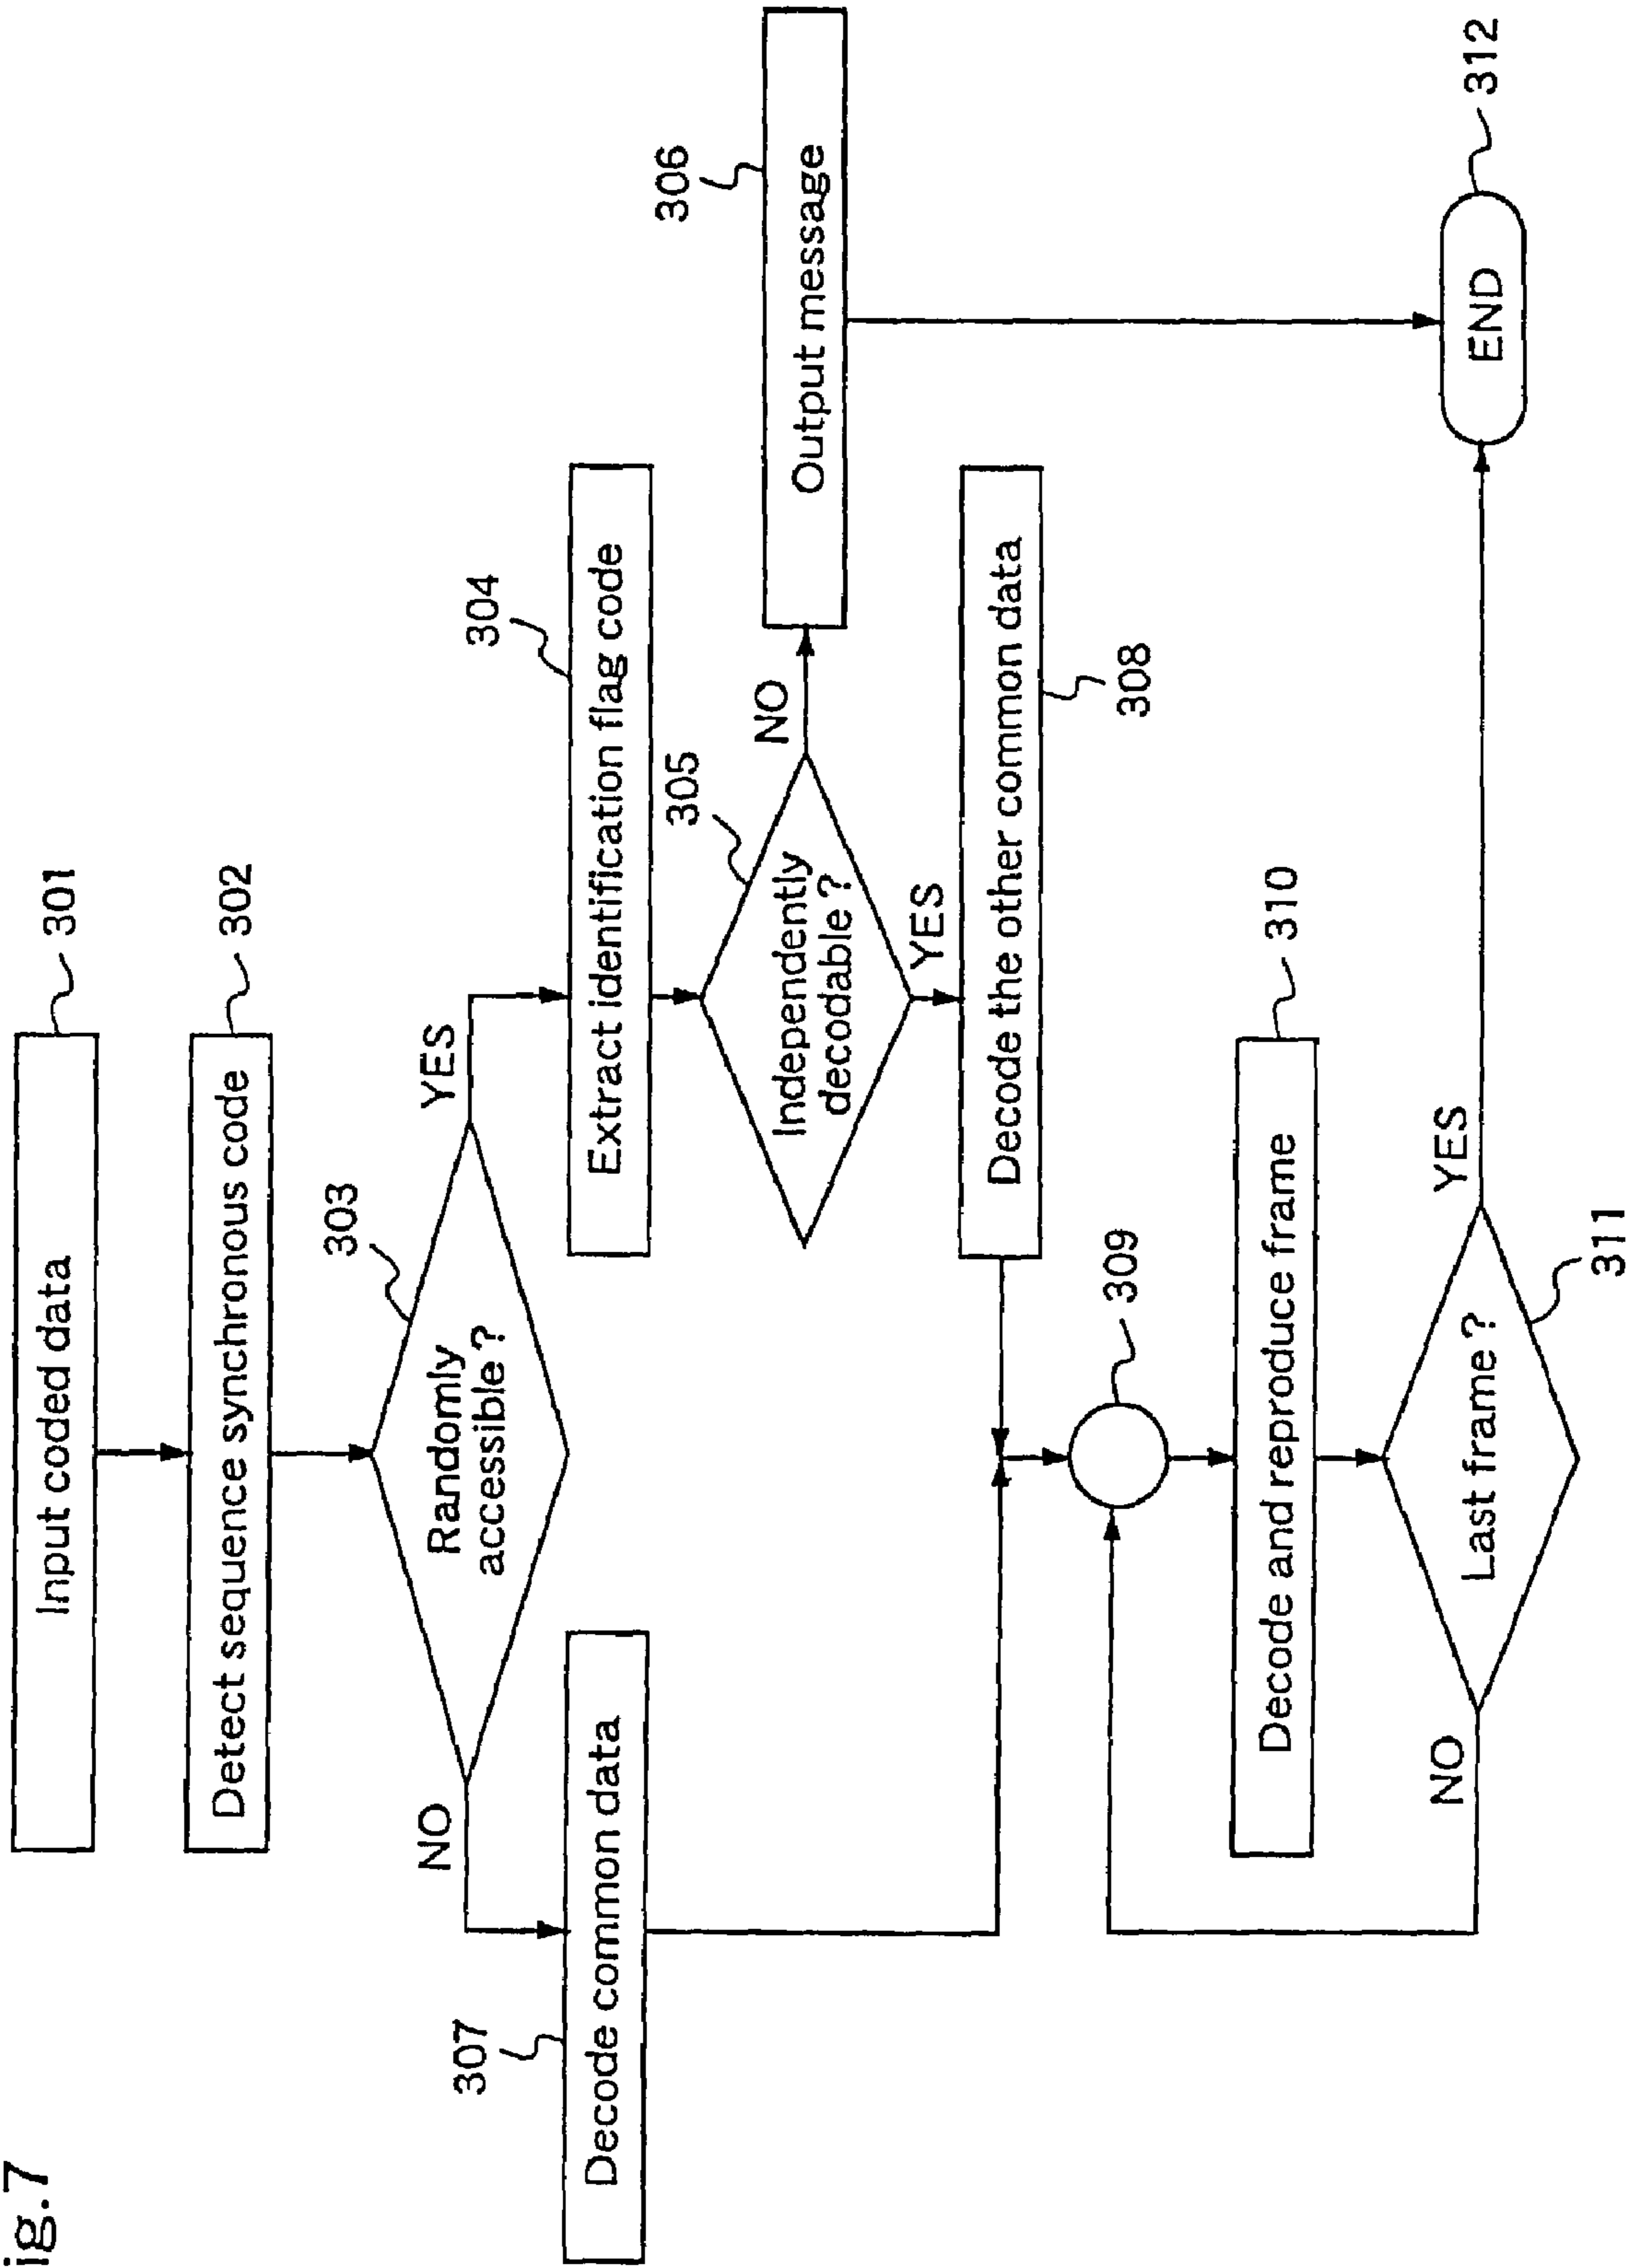 ig.7
Input coded data
301
Detect sequence synchronous code
302
303
Randomly
accessible ?
NO
YES
307
Decode common data
304
Extract identification flag code
305
Independently
decodable ?
NO
306
Output message
YES
Decode the other common data
308
309
Decode and reproduce frame
310
Last frame ?
311
NO
YES
END
312